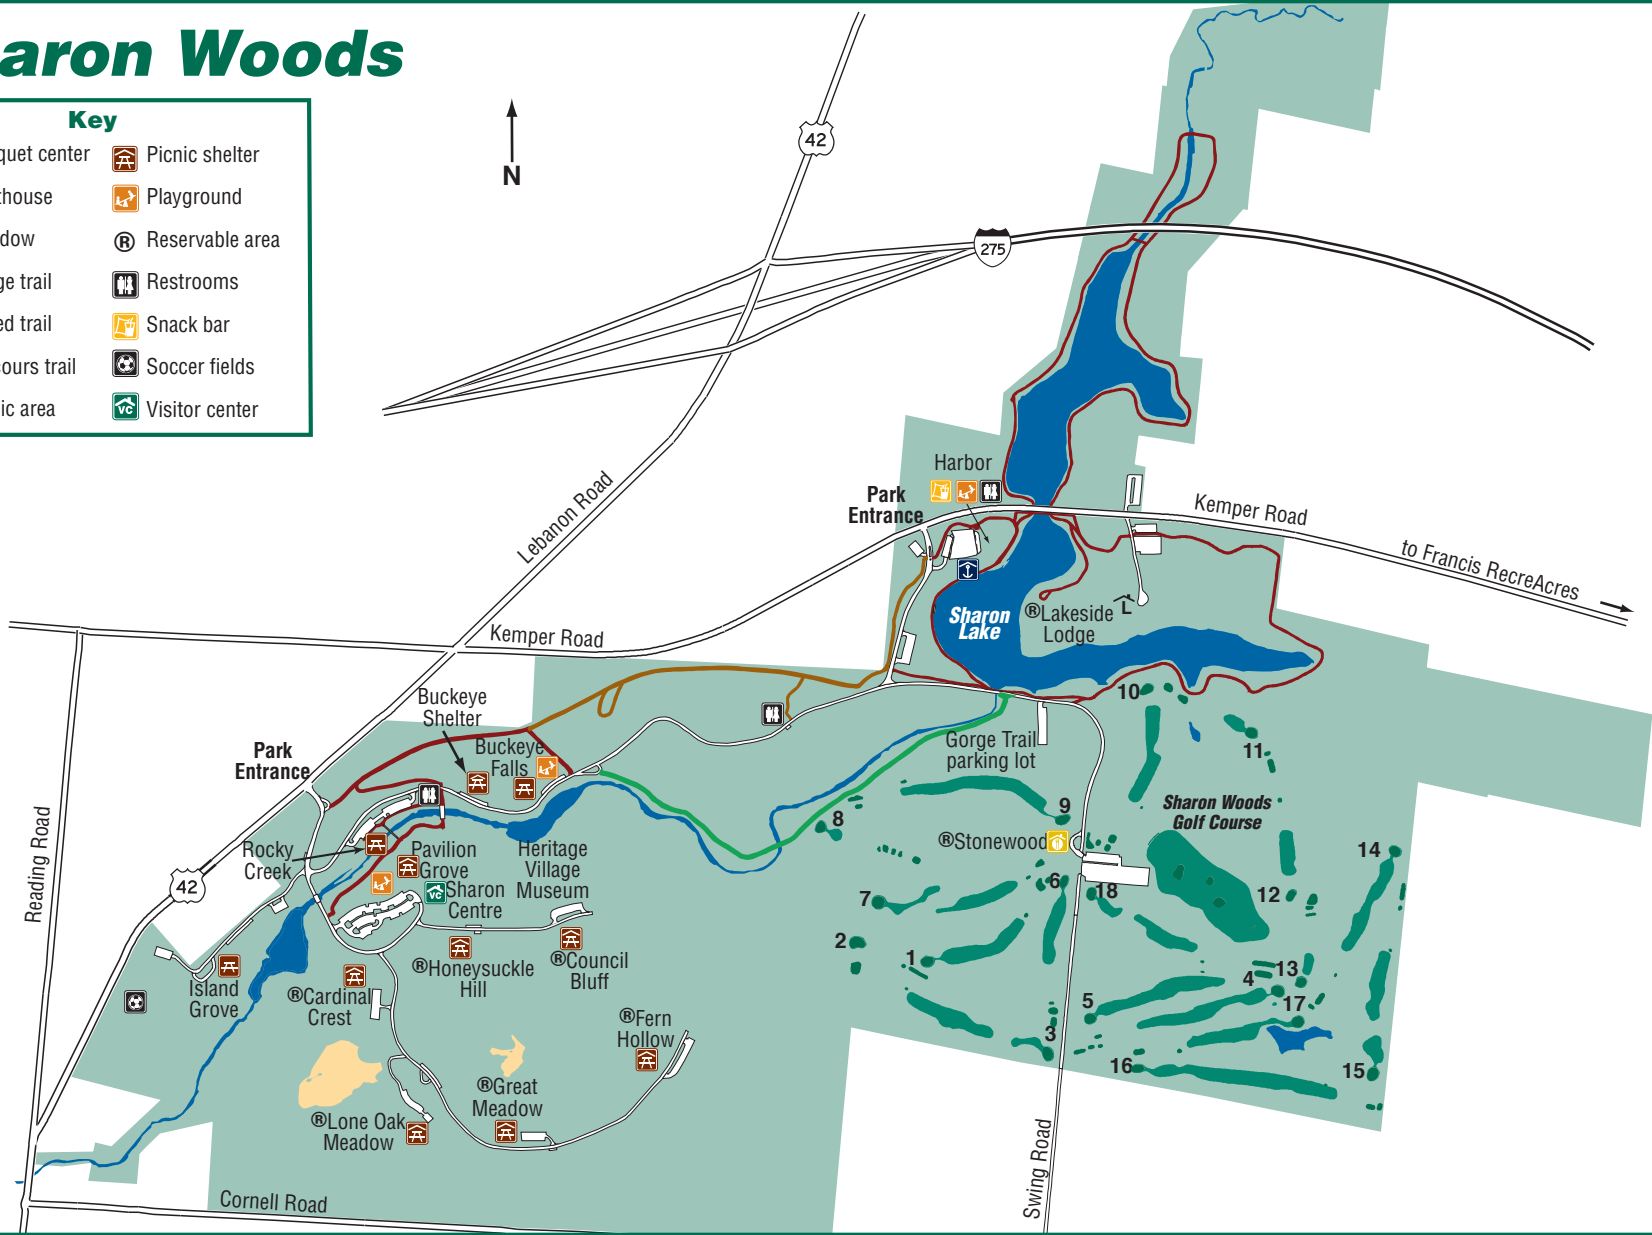 aron Woods
Key
quet center
Picnic shelter
thouse
Playground
dow
® Reservable area
ge trail
Restrooms
ed trail
Snack bar
ours trail
Soccer fields
ic area
VC
Visitor center
N
42
275
Lebanon Road
Harbor
Park
Entrance
Kemper Road
to Francis RecreAcres
Kemper Road
Sharon
Lake
®Lakeside
Lodge
L
Buckeye
Shelter
Buckeye
Falls
Park
Entrance
Gorge Trail
parking lot
10
11
Sharon Woods
Golf Course
9
8
®Stonewood
14
Reading Road
42
Rocky
Creek
Pavilion
Grove
Heritage
Village
Museum
VC
Sharon
Centre
6
18
12
7
2
1
®Honeysuckle
Hill
®Council
Bluff
4
13
17
5
Island
Grove
®Cardinal
Crest
®Fern
Hollow
3
16
15
®Great
Meadow
®Lone Oak
Meadow
Swing Road
Cornell Road